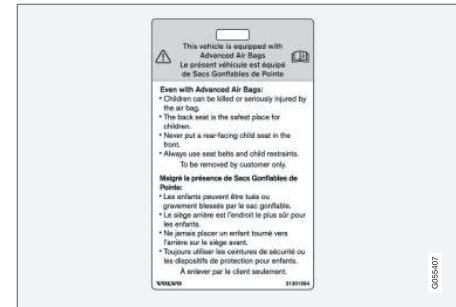 This vehicle is equipped with
Advanced Air Bags
Le présent véhicule est équipé
de Sacs Gonflables de Pointe
Even with Advanced Air Bags:
• Children can be killed or seriously injured by
the air bag.
• The back seat is the safest place for
children.
• Never put a rear-facing child seat in the
front.
• Always use seat belts and child restraints.
To be removed by customer only.
Malgré la présence de Sacs Gonflables de
Pointe:
• Les enfants peuvent être tués ou
gravement blessés par le sac gonflable.
• Le siège arrière est l'endroit le plus sûr pour
les enfants.
• Ne jamais placer un enfant tourné vers
l'arrière sur le siège avant.
• Toujours utiliser les ceintures de sécurité ou
les dispositifs de protection pour enfants.
À enlever par le client seulement.
VOLVO
G055407